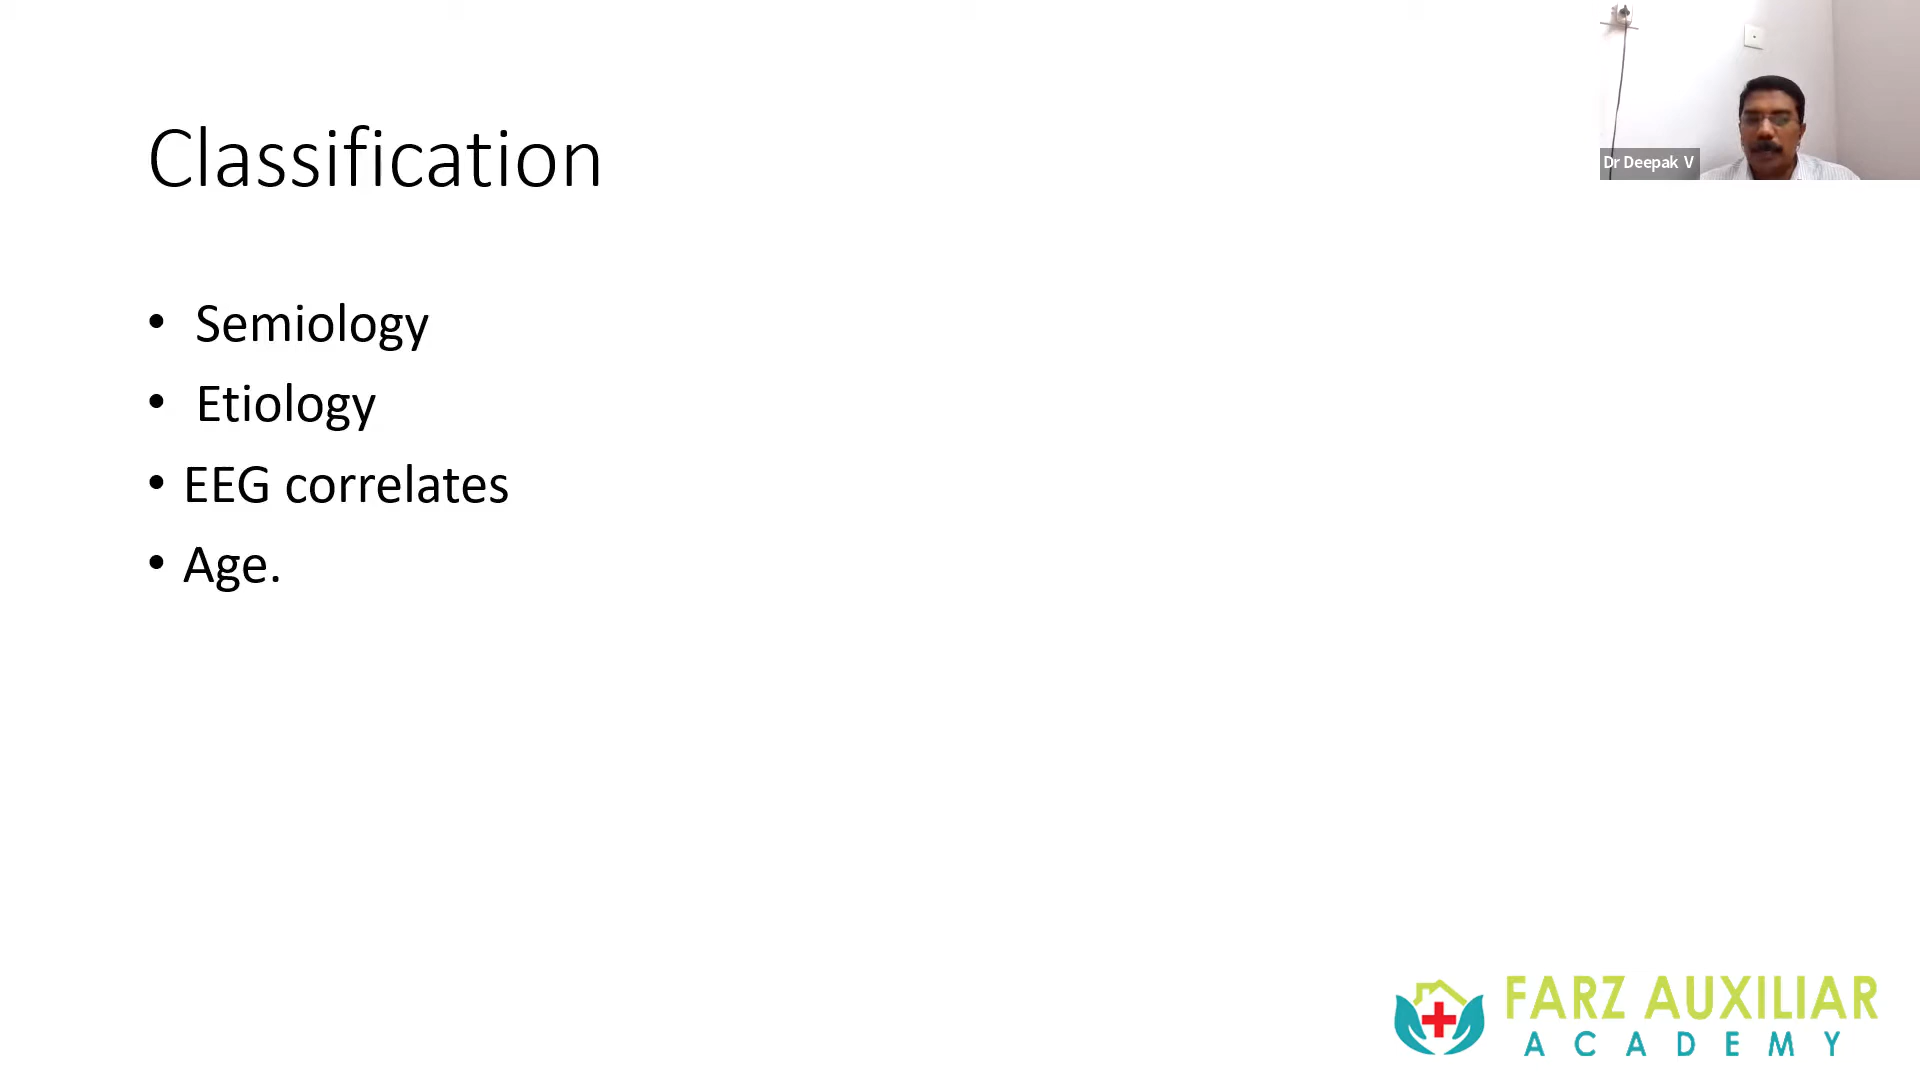 Classification
• Semiology
• Etiology
• EEG correlates
• Age.
Dr Deepak V
FARZ AUXILIAR
ACADEMY